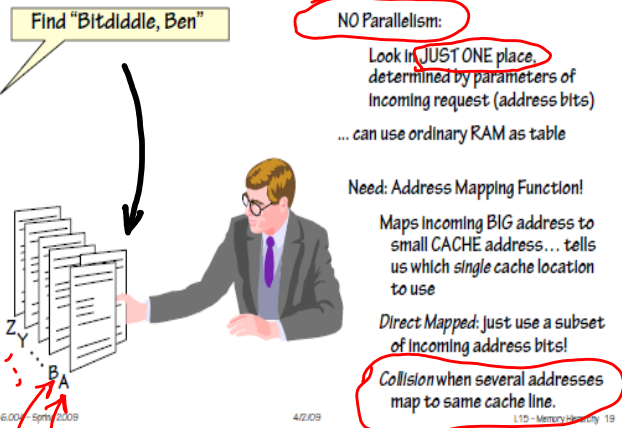 Find "Bitdiddle, Ben"
NO Parallelism:
Look in JUST ONE place,
determined by parameters of
incoming request (address bits)
... can use ordinary RAM as table
Need: Address Mapping Function!
Maps incoming BIG address to
small CACHE address... tells
us which single cache location
to use
Direct Mapped: just use a subset
of incoming address bits!
Collision when several addresses
map to same cache line.
Z
Y
B
A
6.004 – Spring 2009
4/2/09
L15 – Memory Hierarchy 19